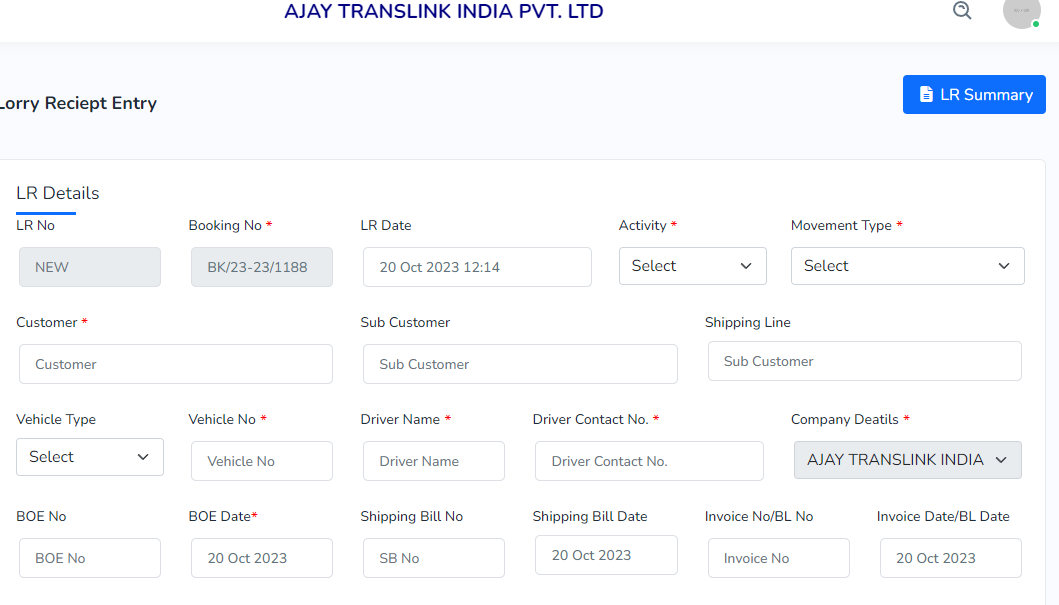 AJAY TRANSLINK INDIA PVT. LTD
Lorry Reciept Entry
LR Summary
LR Details
LR No Booking No * LR Date Activity * Movement Type *
NEW BK/23-23/1188 20 Oct 2023 12:14 Select Select
Customer * Sub Customer Shipping Line
Customer Sub Customer Sub Customer
Vehicle Type Vehicle No * Driver Name * Driver Contact No. * Company Deatils *
Select Vehicle No Driver Name Driver Contact No. AJAY TRANSLINK INDIA
BOE No BOE Date* Shipping Bill No Shipping Bill Date Invoice No/BL No Invoice Date/BL Date
BOE No 20 Oct 2023 SB No 20 Oct 2023 Invoice No 20 Oct 2023